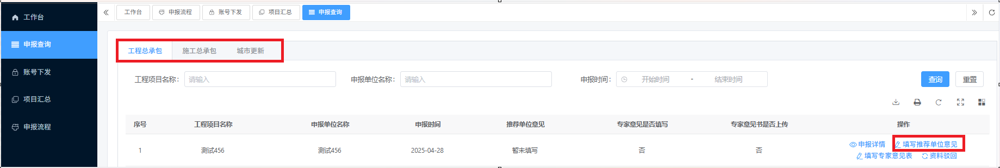 工作台
申报查询
账号下发
项目汇总
申报流程
工作台 申报流程 账号下发 项目汇总 申报查询
工程总承包 施工总承包 城市更新
工程项目名称: 请输入 申报单位名称: 请输入 申报时间: 开始时间 - 结束时间 查询 重置
序号 工程项目名称 申报单位名称 申报时间 推荐单位意见 专家意见是否填写 专家意见书是否上传 操作
1 测试456 测试456 2025-04-28 暂未填写 否 否 申报详情 填写推荐单位意见
填写专家意见表 资料驳回